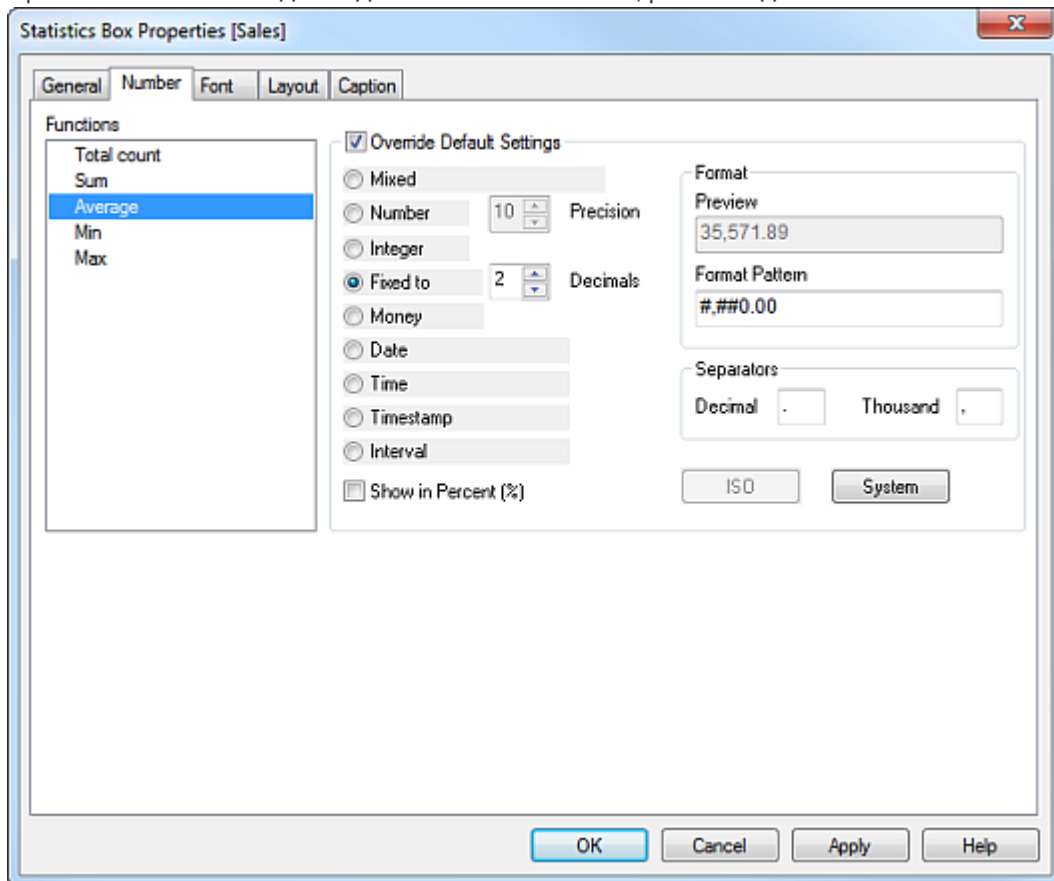 Statistics Box Properties [Sales]
General Number Font Layout Caption
Functions
Total count
Sum
Average
Min
Max
Override Default Settings
Mixed
Number 10 Precision
Integer
Fixed to 2 Decimals
Money
Date
Time
Timestamp
Interval
Show in Percent (%)
Format
Preview
35,571.89
Format Pattern
#,##0.00
Separators
Decimal . Thousand ,
ISO System
OK Cancel Apply Help